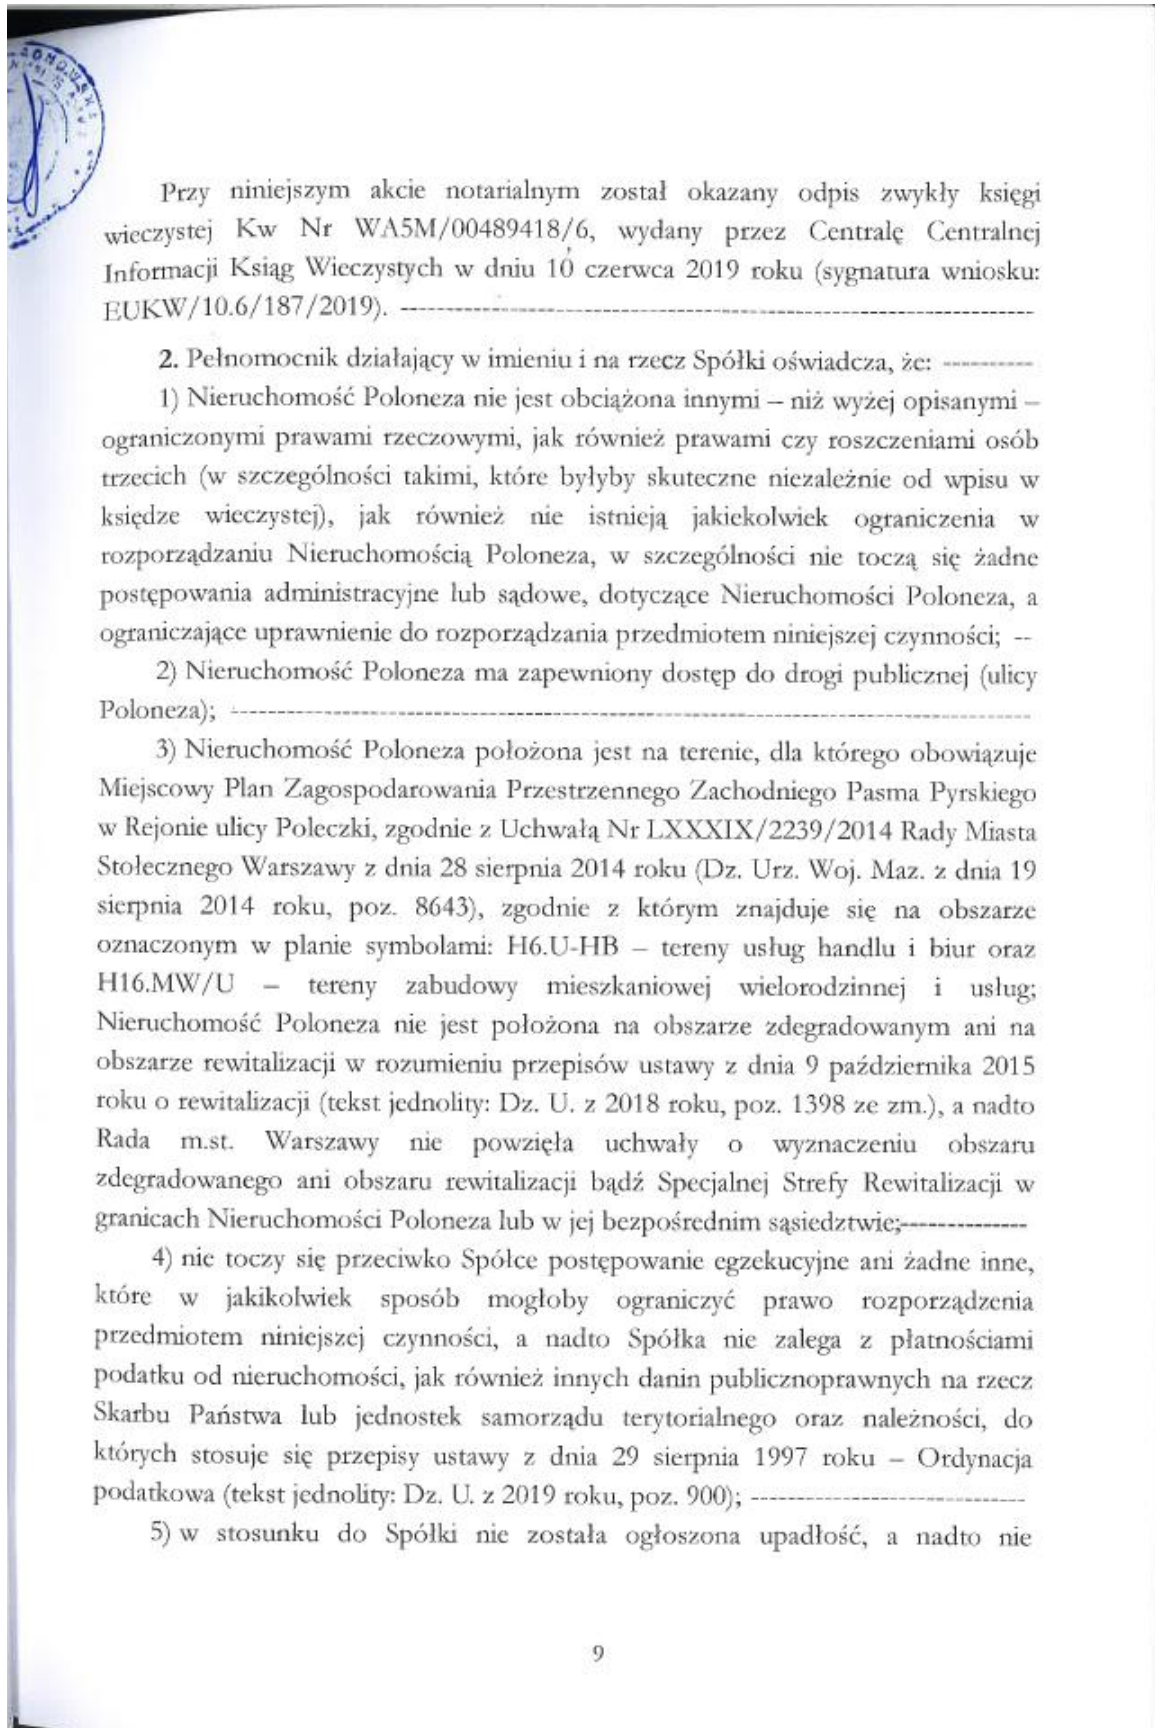 Przy niniejszym akcie notarialnym został okazany odpis zwykły księgi
wieczystej Kw Nr WA5M/00489418/6, wydany przez Centralę Centralnej
Informacji Ksiąg Wieczystych w dniu 10 czerwca 2019 roku (sygnatura wniosku:
EUKW/10.6/187/2019). ----------
2. Pełnomocnik działający w imieniu i na rzecz Spółki oświadcza, że: ----------
1) Nieruchomość Poloneza nie jest obciążona innymi – niż wyżej opisanymi –
ograniczonymi prawami rzeczowymi, jak również prawami czy roszczeniami osób
trzecich (w szczególności takimi, które byłyby skuteczne niezależnie od wpisu w
księdze wieczystej), jak również nie istnieją jakiekolwiek ograniczenia w
rozporządzaniu Nieruchomością Poloneza, w szczególności nie toczą się żadne
postępowania administracyjne lub sądowe, dotyczące Nieruchomości Poloneza, a
ograniczające uprawnienie do rozporządzania przedmiotem niniejszej czynności; --
2) Nieruchomość Poloneza ma zapewniony dostęp do drogi publicznej (ulicy
Poloneza); ----------
3) Nieruchomość Poloneza położona jest na terenie, dla którego obowiązuje
Miejscowy Plan Zagospodarowania Przestrzennego Zachodniego Pasma Pyrskiego
w Rejonie ulicy Poleczki, zgodnie z Uchwałą Nr LXXXIX/2239/2014 Rady Miasta
Stołecznego Warszawy z dnia 28 sierpnia 2014 roku (Dz. Urz. Woj. Maz. z dnia 19
sierpnia 2014 roku, poz. 8643), zgodnie z którym znajduje się na obszarze
oznaczonym w planie symbolami: H6.U-HB – tereny usług handlu i biur oraz
H16.MW/U – tereny zabudowy mieszkaniowej wielorodzinnej i usług;
Nieruchomość Poloneza nie jest położona na obszarze zdegradowanym ani na
obszarze rewitalizacji w rozumieniu przepisów ustawy z dnia 9 października 2015
roku o rewitalizacji (tekst jednolity: Dz. U. z 2018 roku, poz. 1398 ze zm.), a nadto
Rada m.st. Warszawy nie powzięła uchwały o wyznaczeniu obszaru
zdegradowanego ani obszaru rewitalizacji bądź Specjalnej Strefy Rewitalizacji w
granicach Nieruchomości Poloneza lub w jej bezpośrednim sąsiedztwie;--------------
4) nie toczy się przeciwko Spółce postępowanie egzekucyjne ani żadne inne,
które w jakikolwiek sposób mogłoby ograniczyć prawo rozporządzenia
przedmiotem niniejszej czynności, a nadto Spółka nie zalega z płatnościami
podatku od nieruchomości, jak również innych danin publicznoprawnych na rzecz
Skarbu Państwa lub jednostek samorządu terytorialnego oraz należności, do
których stosuje się przepisy ustawy z dnia 29 sierpnia 1997 roku – Ordynacja
podatkowa (tekst jednolity: Dz. U. z 2019 roku, poz. 900); ----------
5) w stosunku do Spółki nie została ogłoszona upadłość, a nadto nie
9